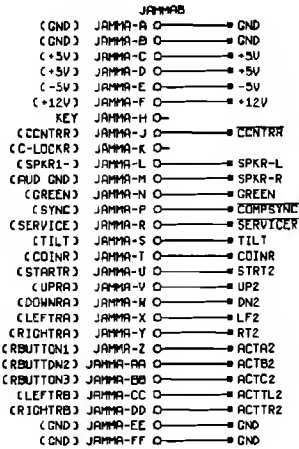 JAMMAB
(GND) JAMMA-A GND
(GND) JAMMA-B GND
(+5V) JAMMA-C +5V
(+5V) JAMMA-D +5V
(-5V) JAMMA-E -5V
(+12V) JAMMA-F +12V
KEY JAMMA-H
(CCNTRR) JAMMA-J CCNTRR
(C-LOCKR) JAMMA-K
(SPKR1-) JAMMA-L SPKR-L
(AUD GND) JAMMA-M SPKR-R
(GREEN) JAMMA-N GREEN
(SYNC) JAMMA-P COMPSYNC
(SERVICE) JAMMA-R SERVICER
(TILT) JAMMA-S TILT
(COINR) JAMMA-T COINR
(STARTR) JAMMA-U STRT2
(UPRA) JAMMA-V UP2
(DOWNRA) JAMMA-W DN2
(LEFTRA) JAMMA-X LF2
(RIGHTRA) JAMMA-Y RT2
(RBUTTON1) JAMMA-Z ACTA2
(RBUTTON2) JAMMA-AA ACTB2
(RBUTTON3) JAMMA-BB ACTC2
(LEFTRB) JAMMA-CC ACTTL2
(RIGHTRB) JAMMA-DD ACTTR2
(GND) JAMMA-EE GND
(GND) JAMMA-FF GND